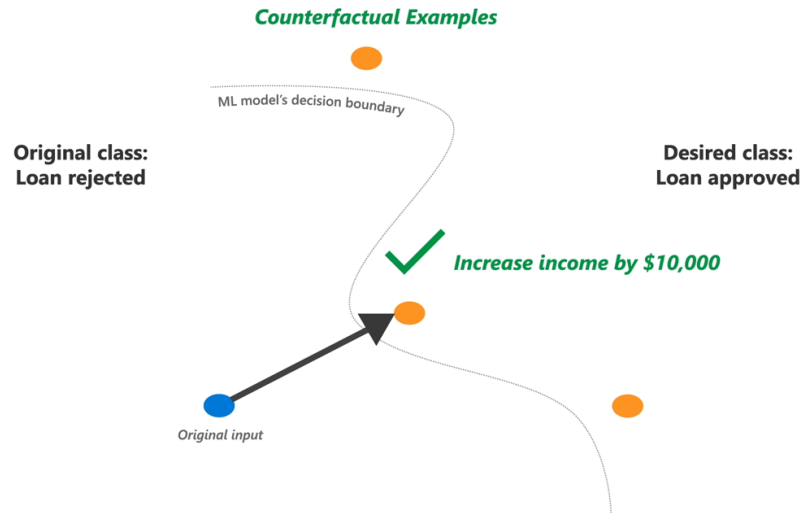 Counterfactual Examples
ML model's decision boundary
Original class:
Loan rejected
Desired class:
Loan approved
Increase income by $10,000
Original input